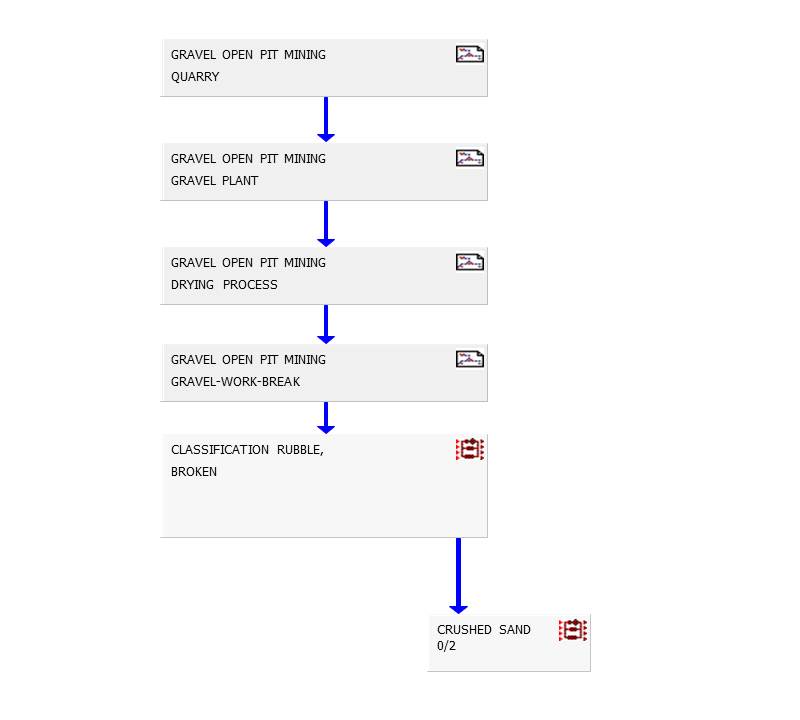 GRAVEL OPEN PIT MINING
QUARRY
GRAVEL OPEN PIT MINING
GRAVEL PLANT
GRAVEL OPEN PIT MINING
DRYING PROCESS
GRAVEL OPEN PIT MINING
GRAVEL-WORK-BREAK
CLASSIFICATION RUBBLE,
BROKEN
CRUSHED SAND
0/2